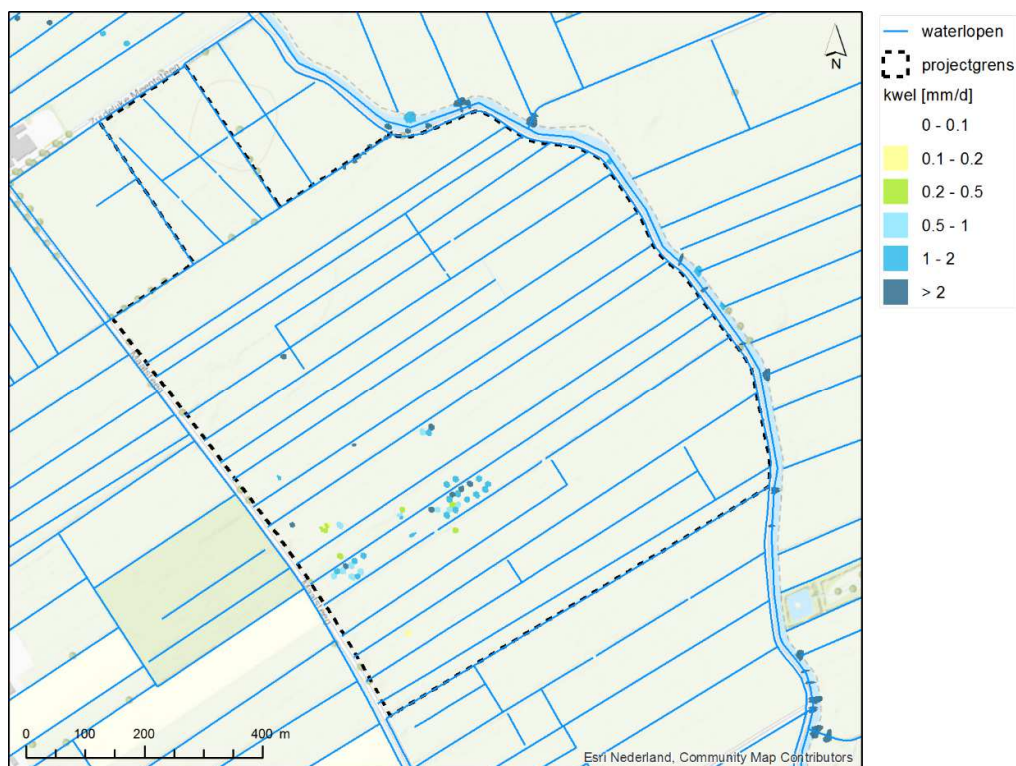 waterlopen
projectgrens
kwel [mm/d]
0 - 0.1
0.1 - 0.2
0.2 - 0.5
0.5 - 1
1 - 2
> 2
N
0 100 200 400 m
Esri Nederland, Community Map Contributors